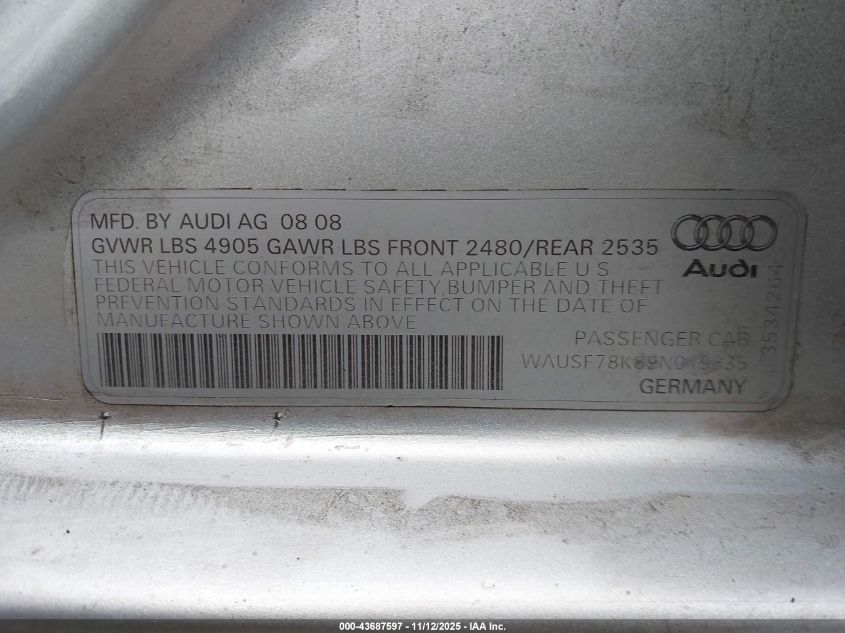 MFD. BY AUDI AG 08 08
GVWR LBS 4905 GAWR LBS FRONT 2480/REAR 2535
THIS VEHICLE CONFORMS TO ALL APPLICABLE U S
FEDERAL MOTOR VEHICLE SAFETY,BUMPER AND THEFT
PREVENTION STANDARDS IN EFFECT ON THE DATE OF
MANUFACTURE SHOWN ABOVE
Audi
PASSENGER CAR
GERMANY
3534264
000-43687597 - 11/12/2025 - IAA Inc.